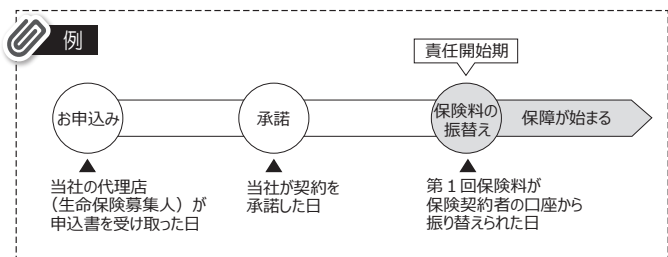 例
責任開始期
お申込み
承諾
保険料の
振替え
保障が始まる
当社の代理店
（生命保険募集人）が
申込書を受け取った日
当社が契約を
承諾した日
第1回保険料が
保険契約者の口座から
振り替えられた日